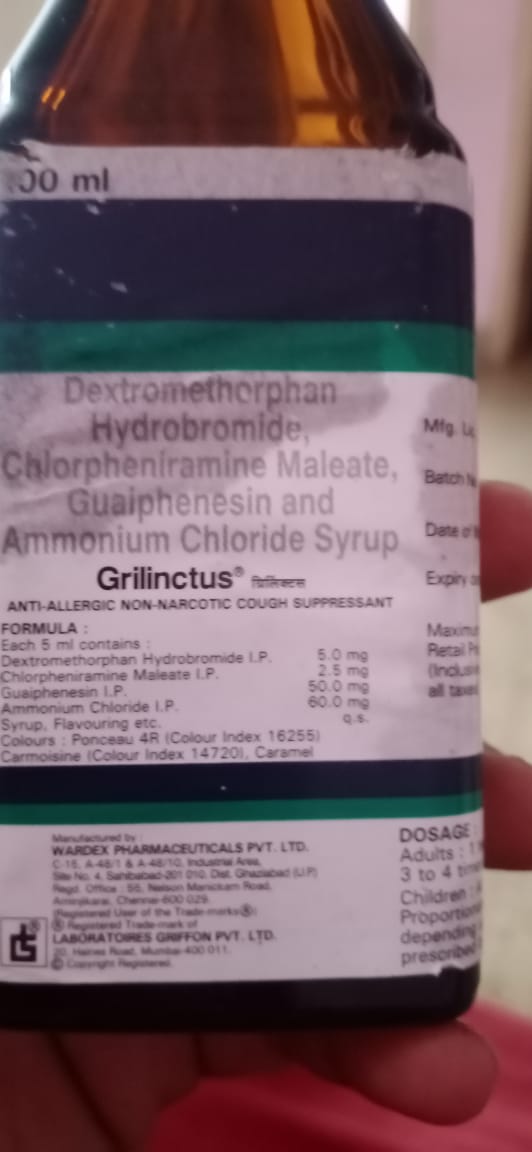 00 ml
Dextromethorphan
Hydrobromide,
Chlorpheniramine Maleate,
Guaiphenesin and
Ammonium Chloride Syrup
Grilinctus® ग्रिलिंक्टस
ANTI-ALLERGIC NON-NARCOTIC COUGH SUPPRESSANT
FORMULA :
Each 5 ml contains :
Dextromethorphan Hydrobromide I.P. 5.0 mg
Chlorpheniramine Maleate I.P. 2.5 mg
Guaiphenesin I.P. 50.0 mg
Ammonium Chloride I.P. 60.0 mg
Syrup, Flavouring etc. q.s.
Colours : Ponceau 4R (Colour Index 16255)
Carmoisine (Colour Index 14720), Caramel
Manufactured by :
WARDEX PHARMACEUTICALS PVT. LTD.
C-15, A-48/1 & A-48/10, Industrial Area,
Site No. 4, Sahibabad-201 010. Dist. Ghaziabad (U.P)
Regd. Office : 55, Nelson Manickam Road,
Aminjikarai, Chennai-600 029.
(Registered User of the Trade-marks®)
® Registered Trade-mark of
LABORATOIRES GRIFFON PVT. LTD.
20, Haines Road, Mumbai-400 011.
© Copyright Registered.
Mfg.
Batch
Date of
Expiry
Maximum
Retail
all taxes
DOSAGE
Adults : 1
3 to 4 times
Children :
Proportion
depending
prescribed